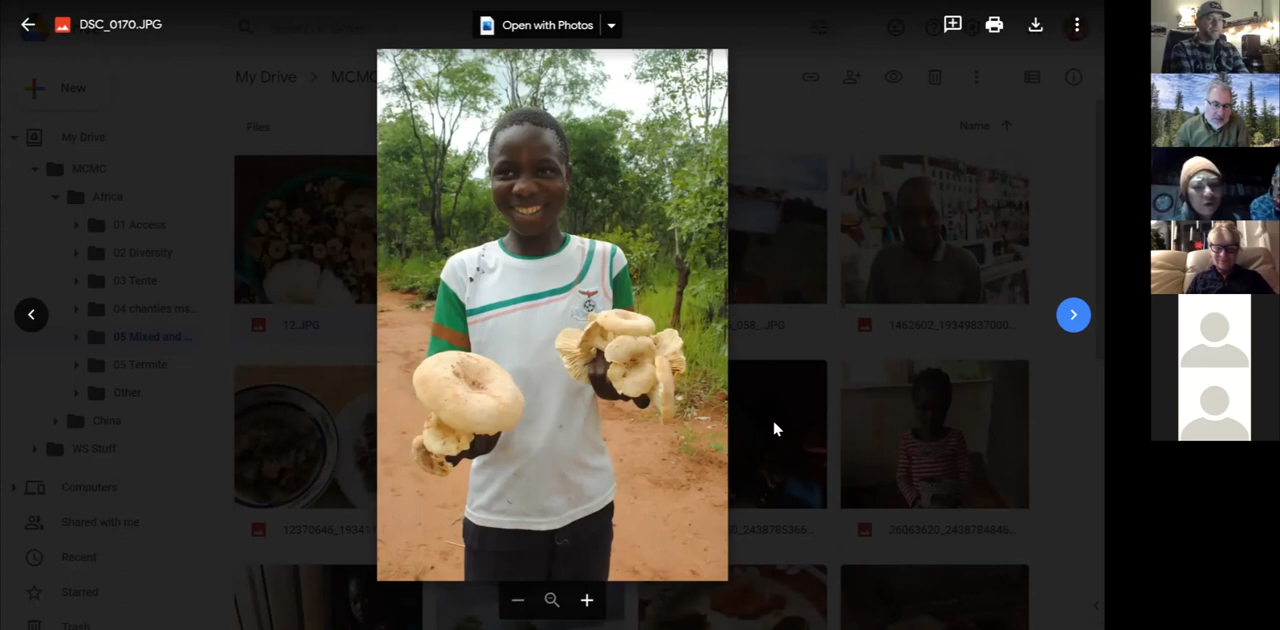 DSC_0170.JPG
Open with Photos
My Drive > MCMC
New
Files
Name
My Drive
MCMC
Africa
01 Access
02 Diversity
03 Tente
04 chanties ms...
05 Mixed and ...
05 Termite
Other
China
WS Stuff
Computers
Shared with me
Recent
Starred
Trash
12.JPG
_058_.JPG
1462602_19349837000...
12370646_19341
60_2438785366...
26063620_2438784846...